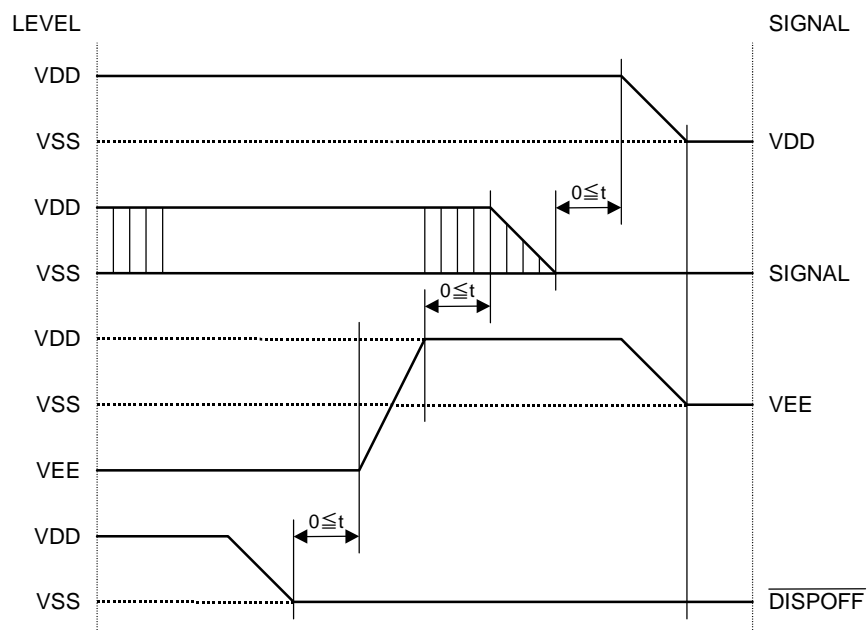 LEVEL SIGNAL
VDD
VSS VDD
VDD 0≦t
VSS SIGNAL
0≦t
VDD
VSS VEE
VEE
0≦t
VDD
VSS DISPOFF